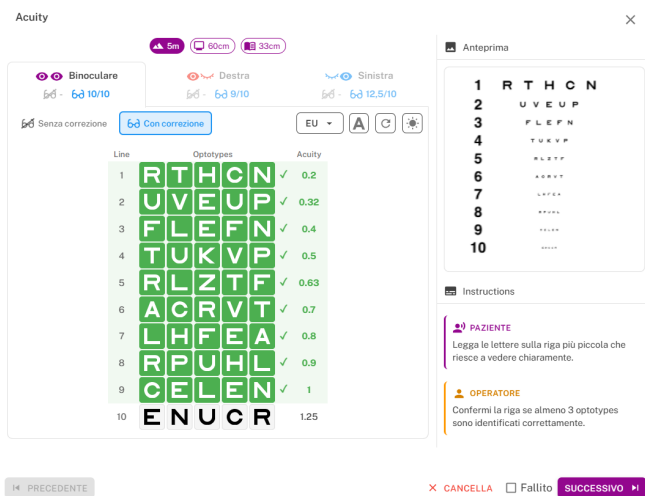 Acuity
5m 60cm 33cm
Binoculare
- 10/10
Destra
- 9/10
Sinistra
- 12,5/10
Senza correzione Con correzione EU A
Line Optotypes Acuity
1 R T H C N 0.2
2 U V E U P 0.32
3 F L E F N 0.4
4 T U K V P 0.5
5 R L Z T F 0.63
6 A C R V T 0.7
7 L H F E A 0.8
8 R P U H L 0.9
9 C E L E N 1
10 E N U C R 1.25
Anteprima
1 R T H C N
2 U V E U P
3 F L E F N
4 T U K V P
5 R L Z T F
6 A C R V T
7
8
9
10
Instructions
PAZIENTE
Legga le lettere sulla riga più piccola che
riesce a vedere chiaramente.
OPERATORE
Confermi la riga se almeno 3 optotypes
sono identificati correttamente.
PRECEDENTE CANCELLA Fallito SUCCESSIVO